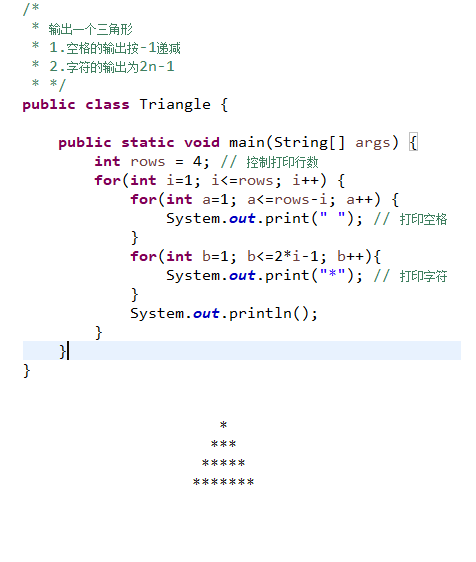 /*
 * 输出一个三角形
 * 1.空格的输出按-1递减
 * 2.字符的输出为2n-1
 * */
public class Triangle {
    public static void main(String[] args) {
        int rows = 4; // 控制打印行数
        for(int i=1; i<=rows; i++) {
            for(int a=1; a<=rows-i; a++) {
                System.out.print(" "); // 打印空格
            }
            for(int b=1; b<=2*i-1; b++){
                System.out.print("*"); // 打印字符
            }
            System.out.println();
        }
    }
}
   *
  ***
 *****
*******